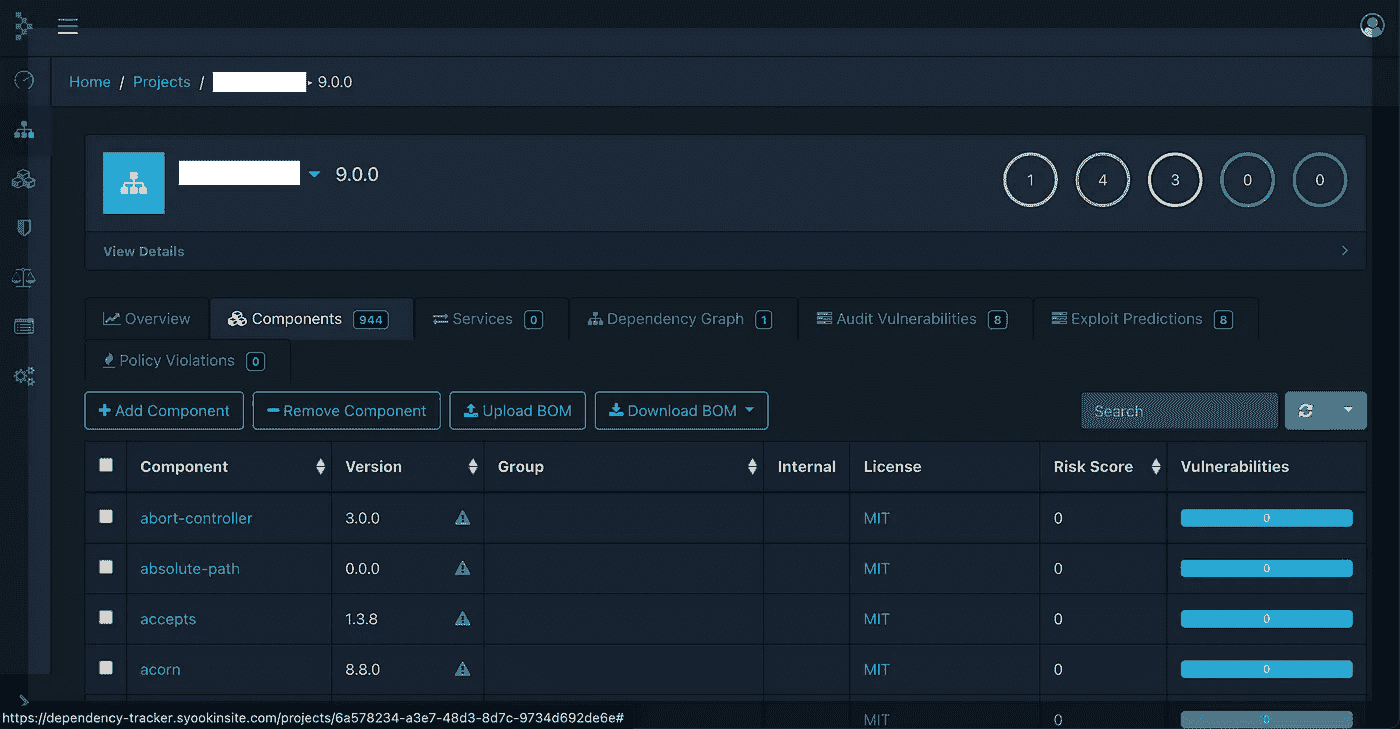 Home / Projects / ▸ 9.0.0
9.0.0
1 4 3 0 0
View Details
Overview Components 944 Services 0 Dependency Graph 1 Audit Vulnerabilities 8 Exploit Predictions 8
Policy Violations 0
Add Component Remove Component Upload BOM Download BOM Search
Component Version Group Internal License Risk Score Vulnerabilities
abort-controller 3.0.0 MIT 0 0
absolute-path 0.0.0 MIT 0 0
accepts 1.3.8 MIT 0 0
acorn 8.8.0 MIT 0 0
MIT 0
https://dependency-tracker.syookinsite.com/projects/6a578234-a3e7-48d3-8d7c-9734d692de6e#